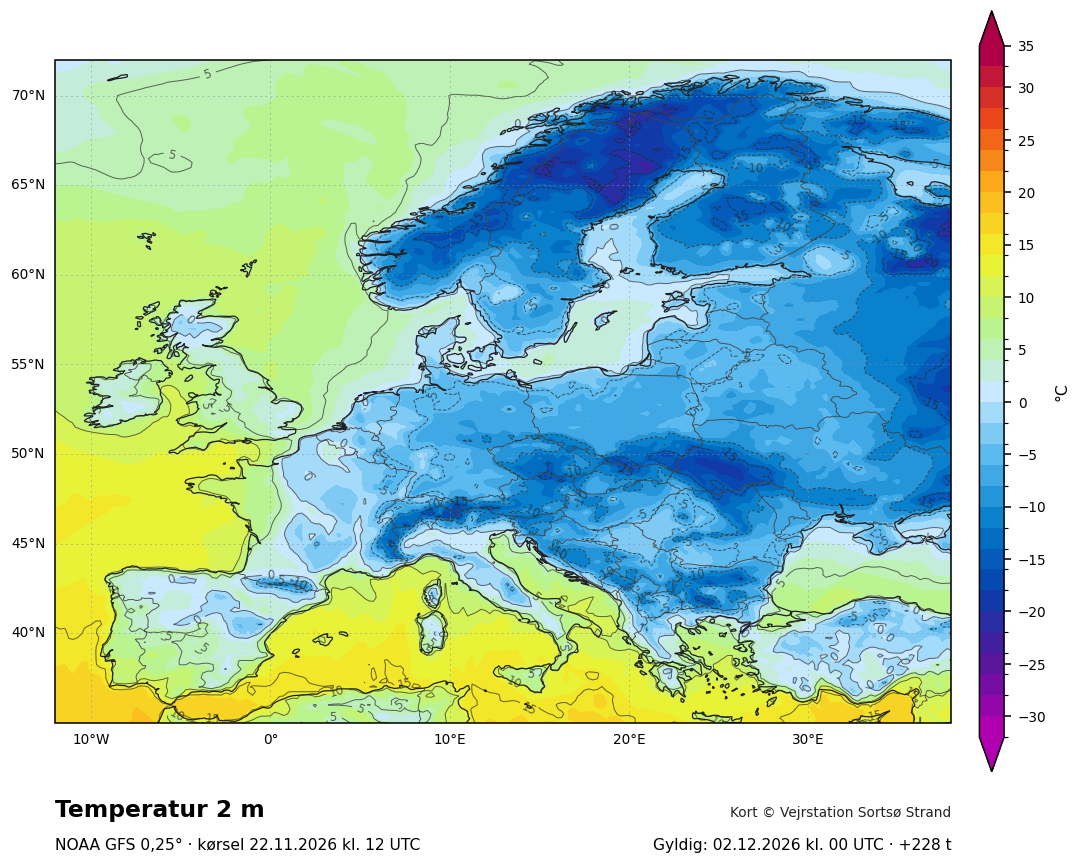 70°N
65°N
60°N
55°N
50°N
45°N
40°N
10°W 0° 10°E 20°E 30°E
35
30
25
20
15
10
5
0
−5
−10
−15
−20
−25
−30
°C
Temperatur 2 m
Kort © Vejrstation Sortsø Strand
NOAA GFS 0,25° · kørsel 22.11.2026 kl. 12 UTC
Gyldig: 02.12.2026 kl. 00 UTC · +228 t